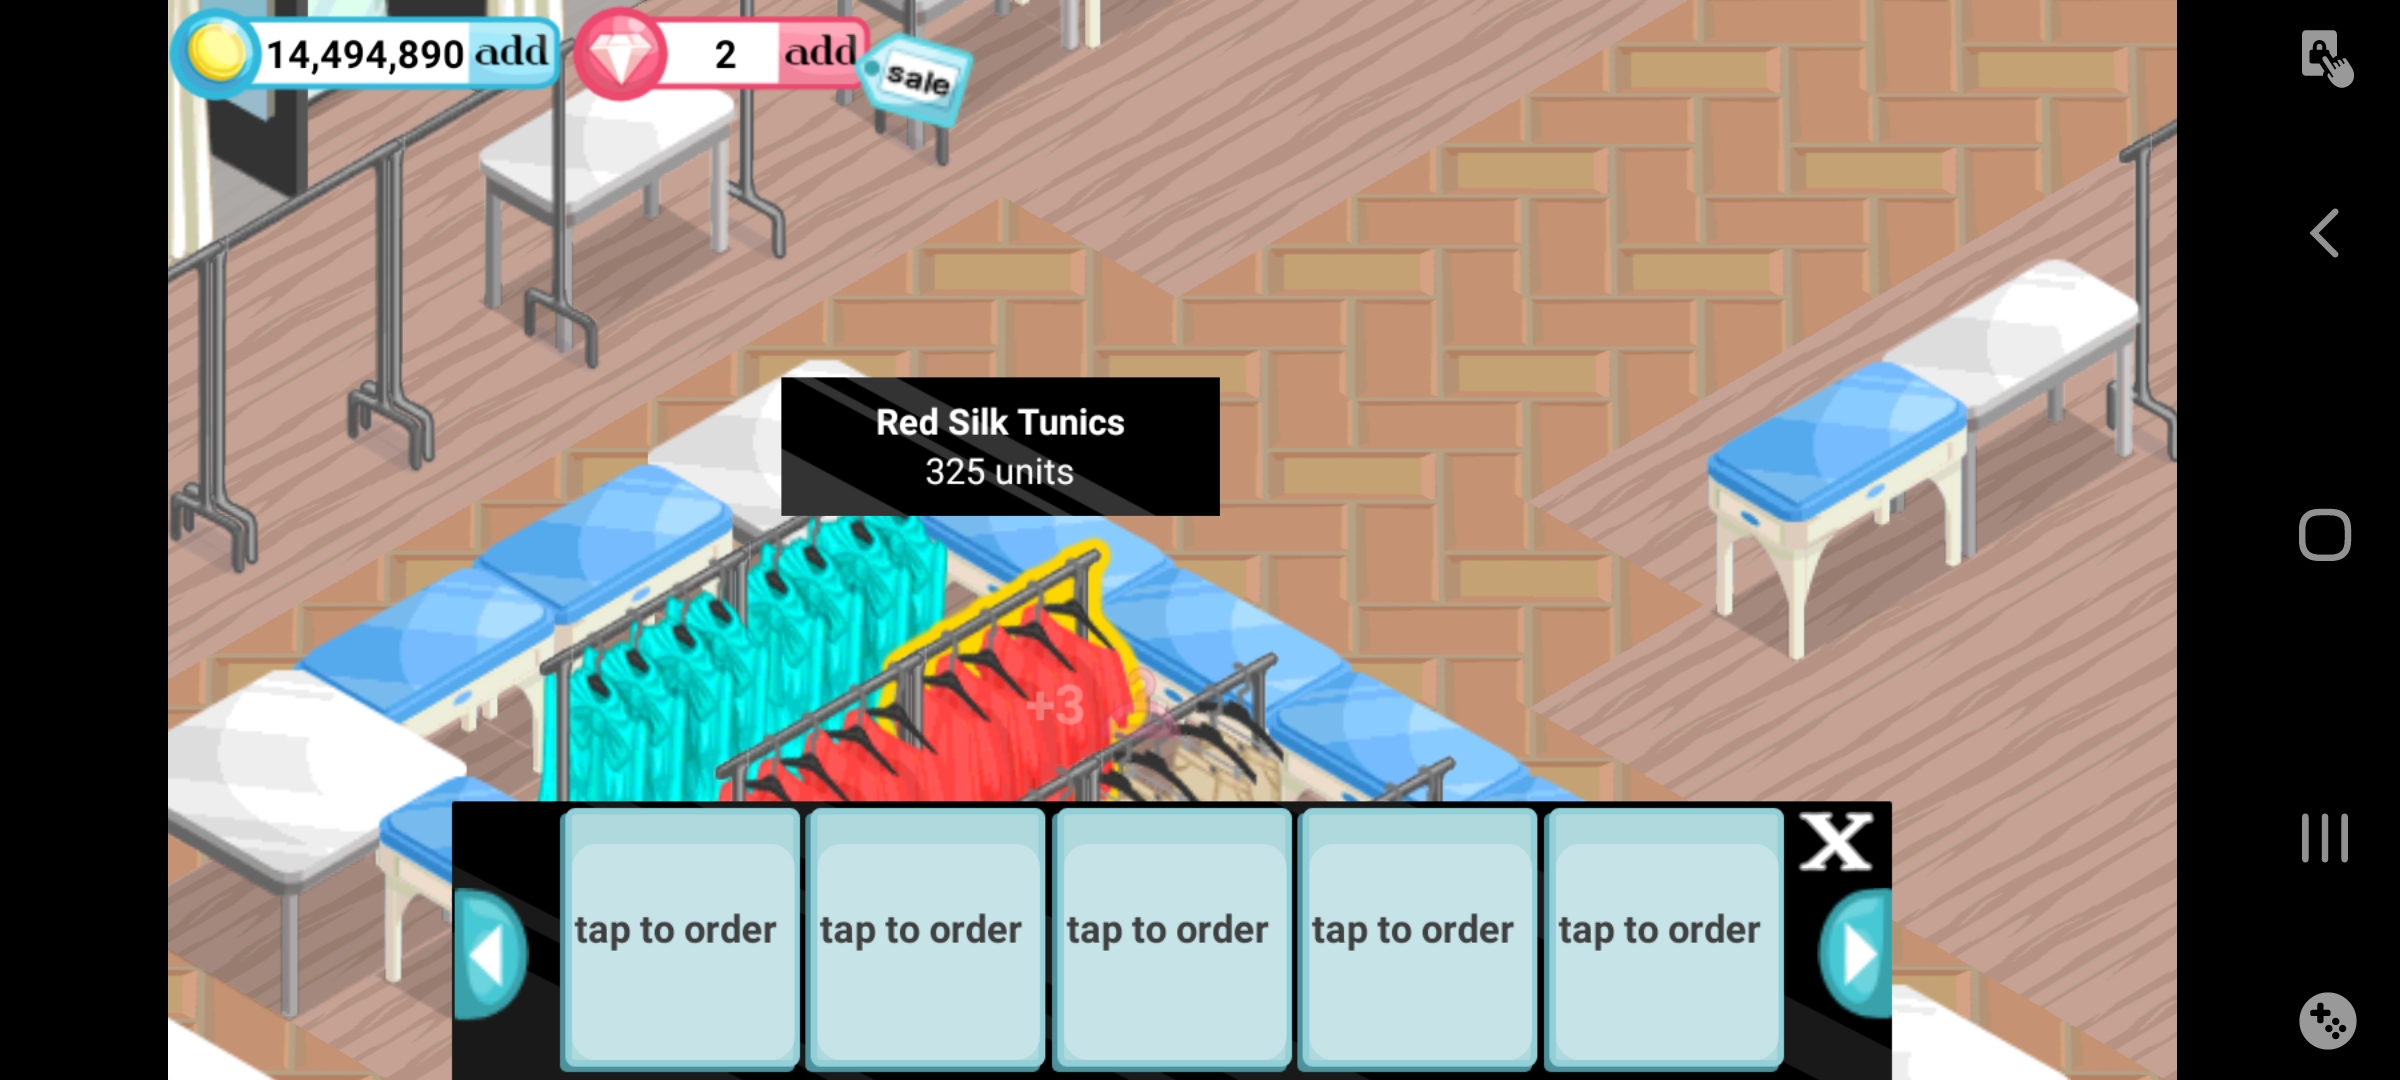 14,494,890 add
2 add
sale
Red Silk Tunics
325 units
+3
X
tap to order
tap to order
tap to order
tap to order
tap to order